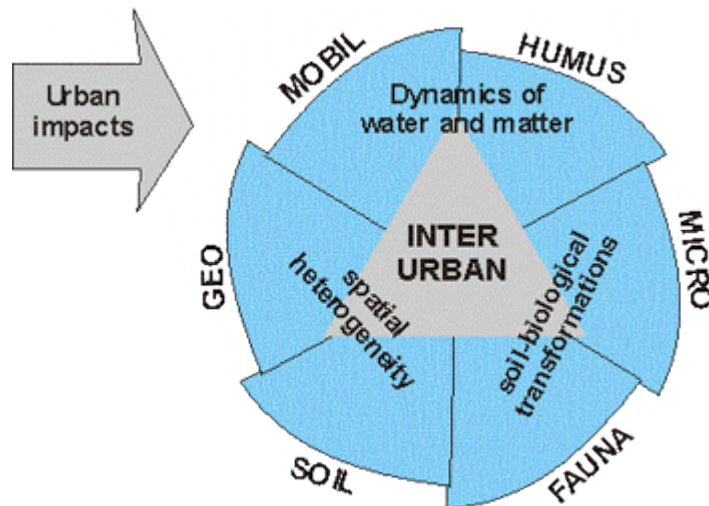 Urban
impacts
MOBIL
HUMUS
Dynamics of
water and matter
GEO
INTER
URBAN
MICRO
spatial
heterogeneity
soil-biological
transformations
SOIL
FAUNA